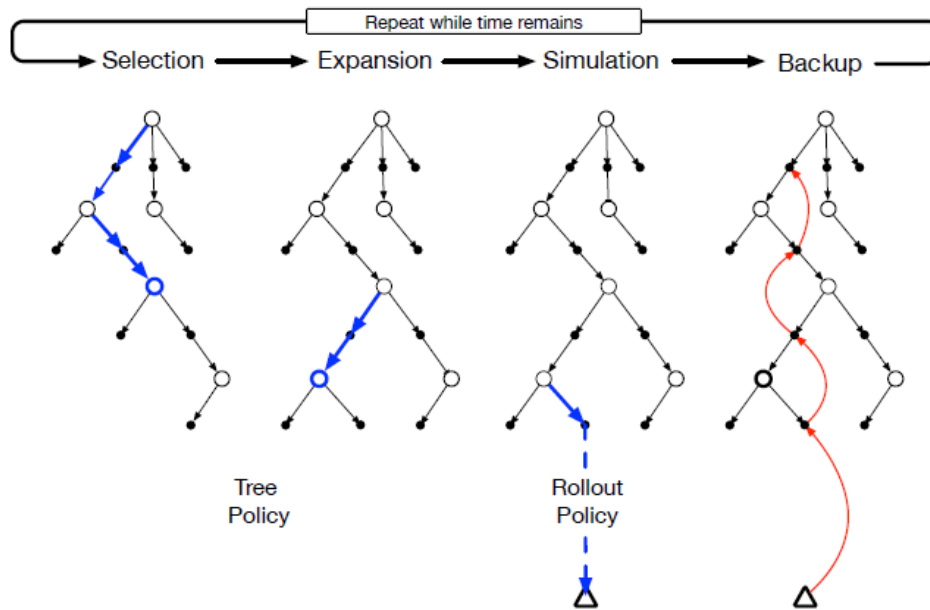 Repeat while time remains
Selection
Expansion
Simulation
Backup
Tree
Policy
Rollout
Policy